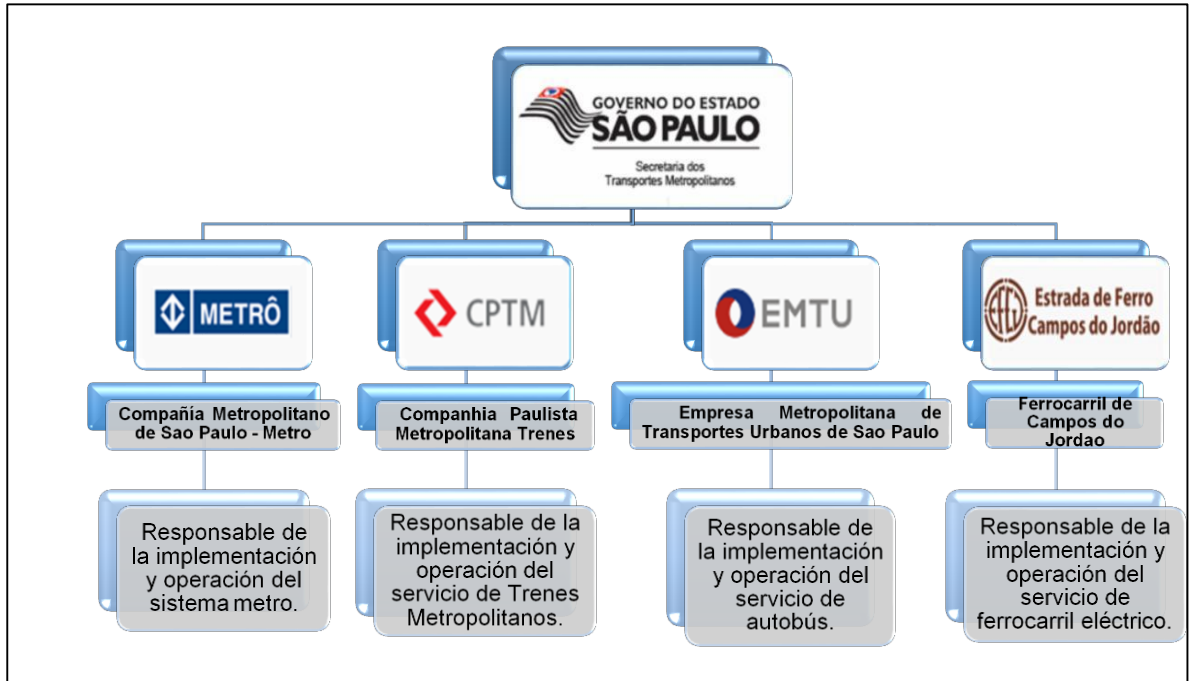 GOVERNO DO ESTADO
SÃO PAULO
Secretaria dos
Transportes Metropolitanos
METRÔ
CPTM
EMTU
EFCJ
Estrada de Ferro
Campos do Jordão
Compañía Metropolitano
de Sao Paulo - Metro
Companhia Paulista
Metropolitana Trenes
Empresa Metropolitana de
Transportes Urbanos de Sao Paulo
Ferrocarril de
Campos do
Jordao
Responsable de
la implementación
y operación del
sistema metro.
Responsable de la
implementación y
operación del
servicio de Trenes
Metropolitanos.
Responsable de
la implementación
y operación del
servicio de
autobús.
Responsable de la
implementación y
operación del
servicio de
ferrocarril eléctrico.